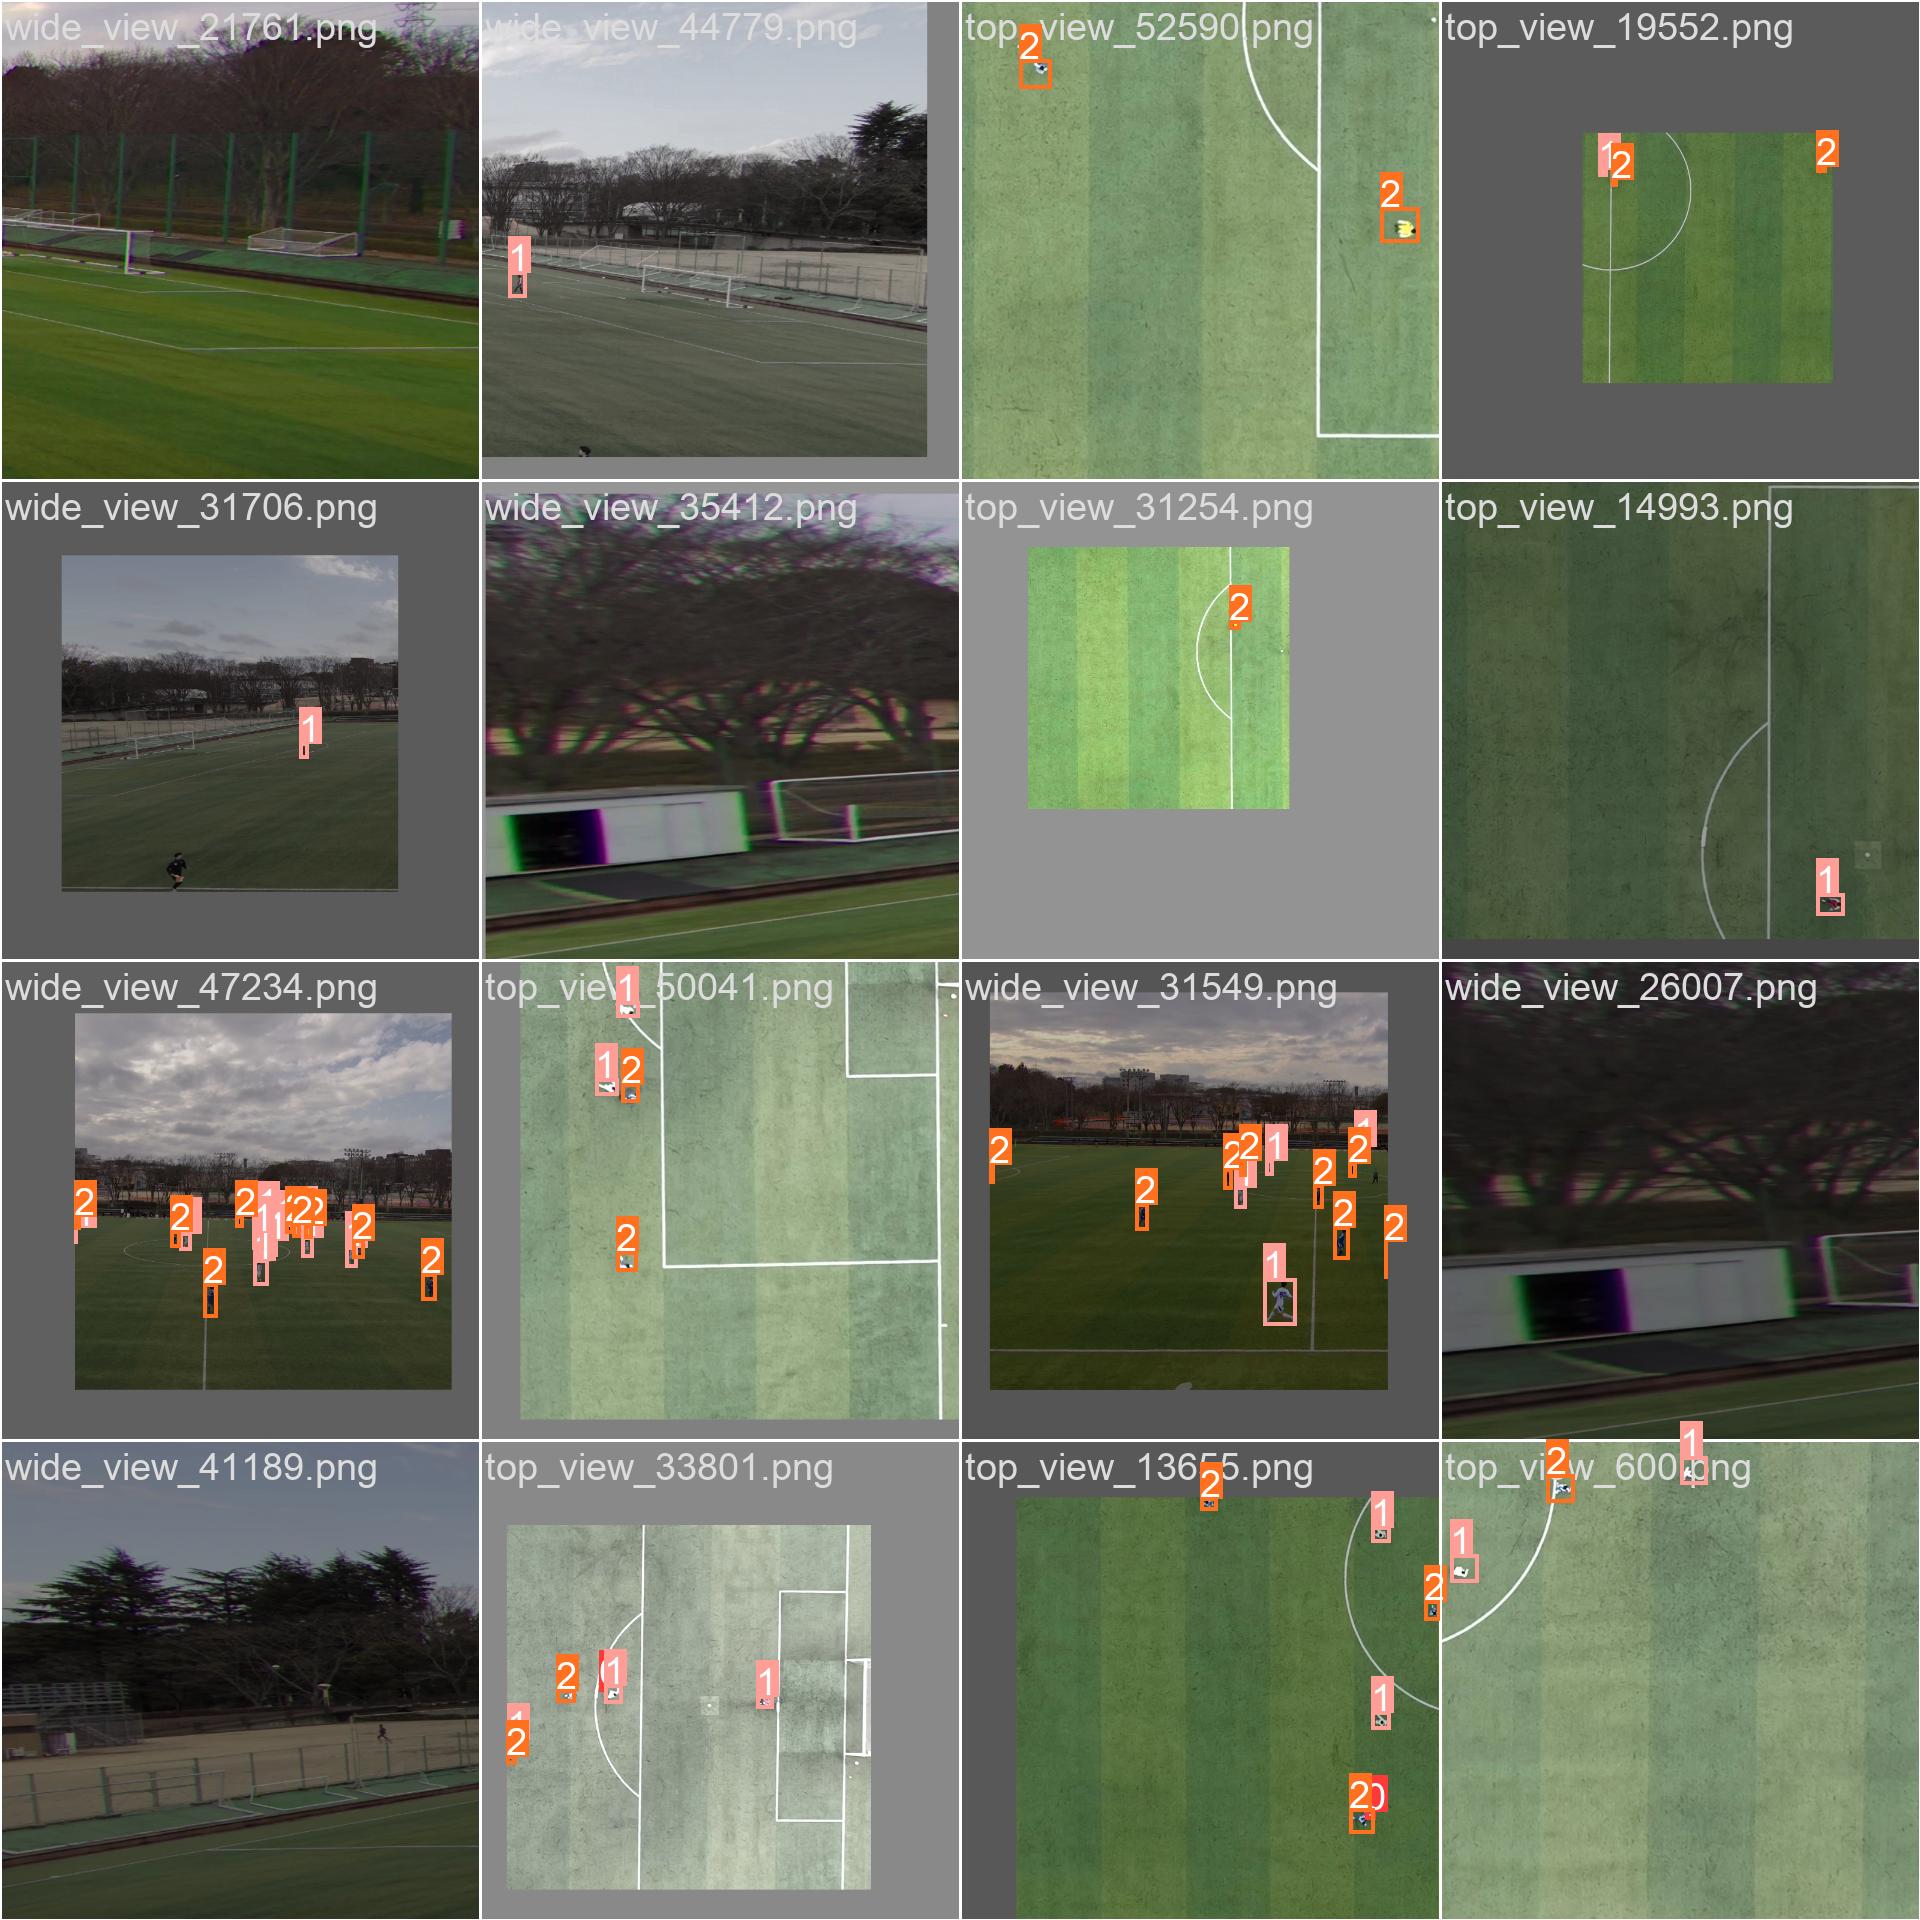 wide_view_21761.png
wide_view_44779.png
top_view_52590.png
top_view_19552.png
1
2
2
1
2
2
wide_view_31706.png
wide_view_35412.png
top_view_31254.png
top_view_14993.png
1
2
1
wide_view_47234.png
top_view_50041.png
wide_view_31549.png
wide_view_26007.png
2
2
2
1
1
1
2
2
2
2
2
1
1
2
2
2
2
2
1
1
2
2
2
2
1
wide_view_41189.png
top_view_33801.png
top_view_13655.png
top_view_600.png
2
1
1
1
2
2
1
2
1
2 0
2
1
1